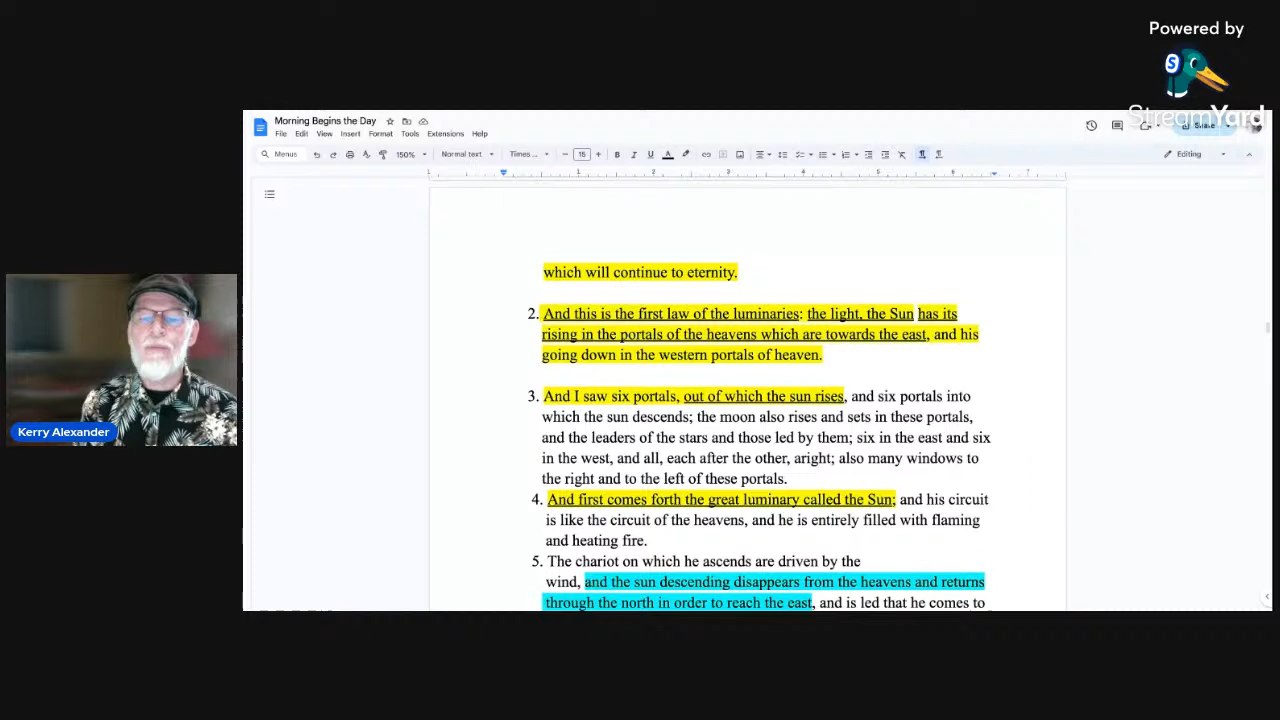 Powered by
StreamYard
Morning Begins the Day
File Edit View Insert Format Tools Extensions Help
Share
Menus 150% Normal text Times ... 16 B I U A Editing
1 1 2 3 4 5 6 7
which will continue to eternity.
2. And this is the first law of the luminaries: the light, the Sun has its
rising in the portals of the heavens which are towards the east, and his
going down in the western portals of heaven.
3. And I saw six portals, out of which the sun rises, and six portals into
which the sun descends; the moon also rises and sets in these portals,
and the leaders of the stars and those led by them; six in the east and six
in the west, and all, each after the other, aright; also many windows to
the right and to the left of these portals.
4. And first comes forth the great luminary called the Sun; and his circuit
is like the circuit of the heavens, and he is entirely filled with flaming
and heating fire.
5. The chariot on which he ascends are driven by the
wind, and the sun descending disappears from the heavens and returns
through the north in order to reach the east, and is led that he comes to
Kerry Alexander